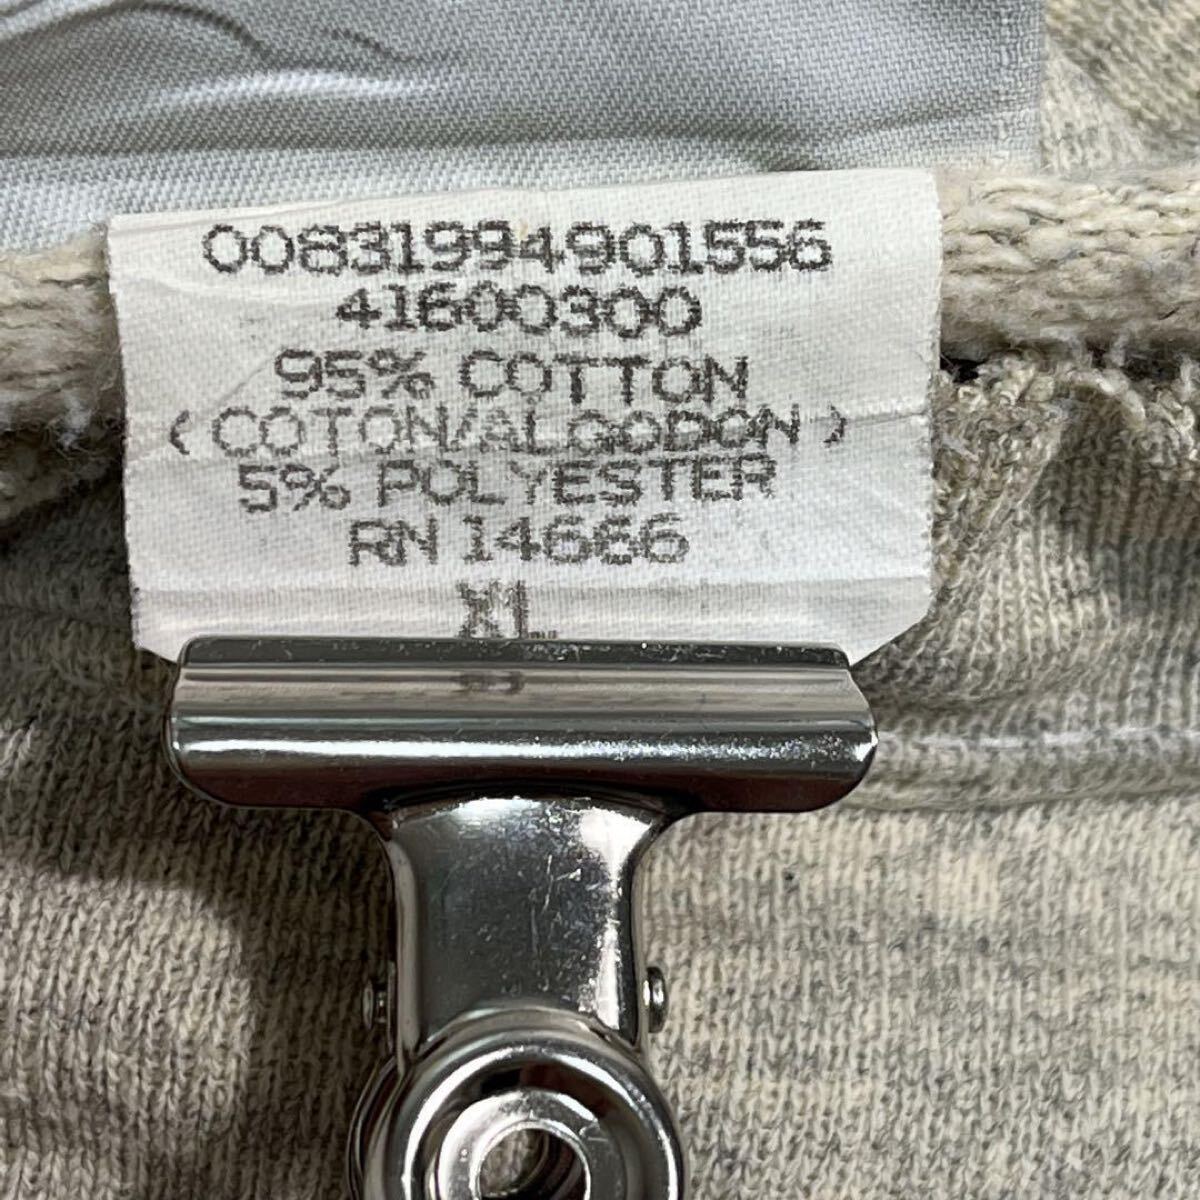 00831994901556
41600300
95% COTTON
(COTON/ALGODON)
5% POLYESTER
RN 14666
XL